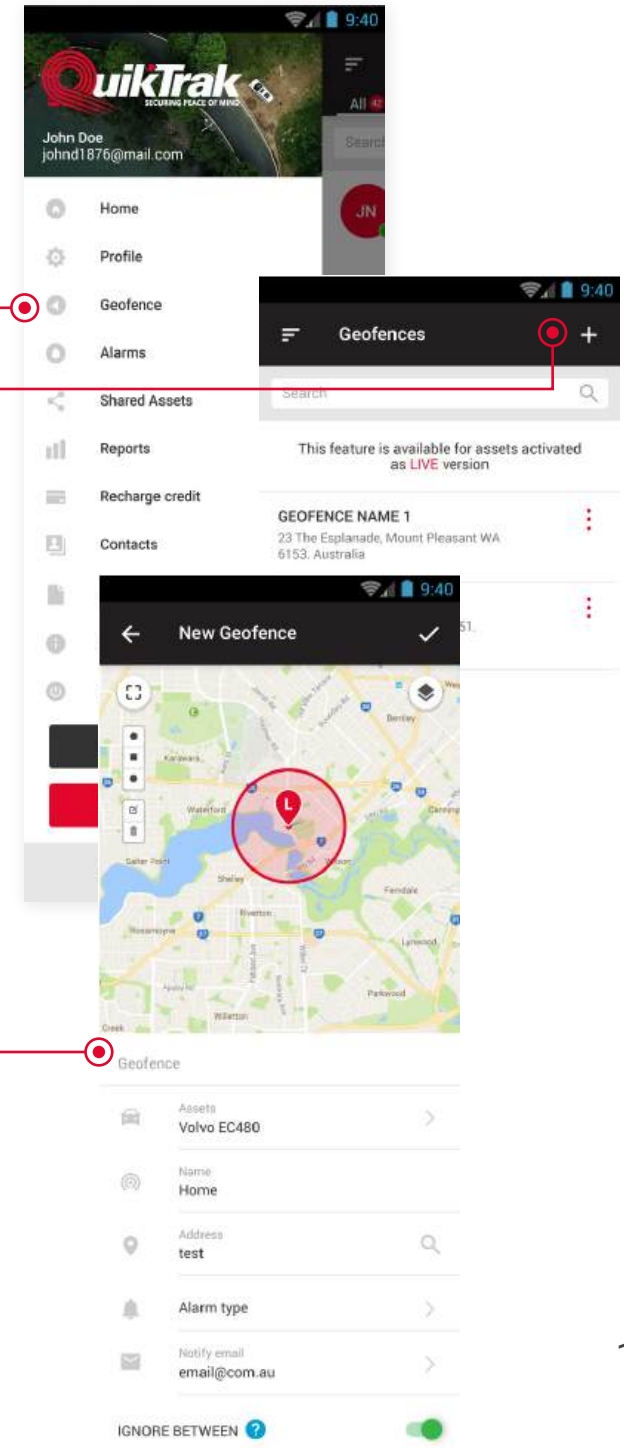 9:40
QuikTrak
SECURING PEACE OF MIND
John Doe
johnd1876@mail.com
All 42
Search
JN
Home
Profile
Geofence
Alarms
Shared Assets
Reports
Recharge credit
Contacts
9:40
Geofences
+
Search
This feature is available for assets activated
as LIVE version
GEOFENCE NAME 1
23 The Esplanade, Mount Pleasant WA
6153. Australia
51.
9:40
New Geofence
Bentley
Karawara
Waterford
L
Salter Point
Shelley
Wilson
Ferndale
Riverton
Rossmoyne
Lynwood
Parkwood
Willetton
Creek
Geofence
Assets
Volvo EC480
Name
Home
Address
test
Alarm type
Notify email
email@com.au
IGNORE BETWEEN ?